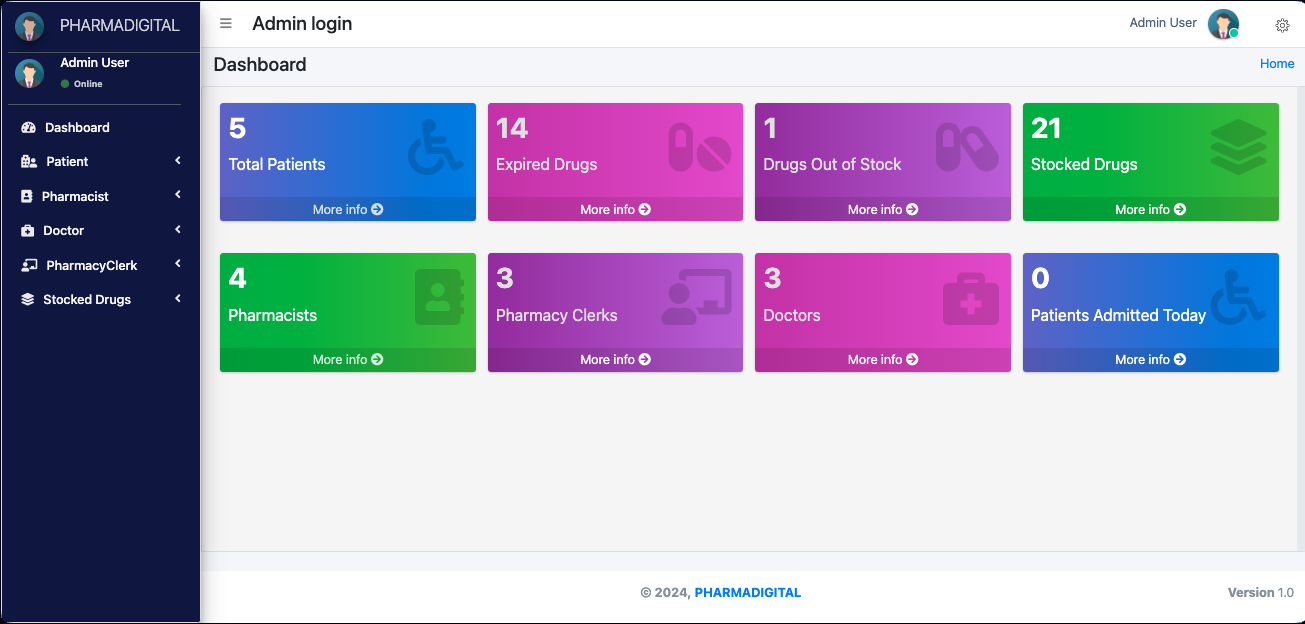 PHARMADIGITAL
Admin User
Online
Dashboard
Patient
Pharmacist
Doctor
PharmacyClerk
Stocked Drugs
Admin login
Admin User
Dashboard
Home
5
Total Patients
More info
14
Expired Drugs
More info
1
Drugs Out of Stock
More info
21
Stocked Drugs
More info
4
Pharmacists
More info
3
Pharmacy Clerks
More info
3
Doctors
More info
0
Patients Admitted Today
More info
© 2024, PHARMADIGITAL
Version 1.0